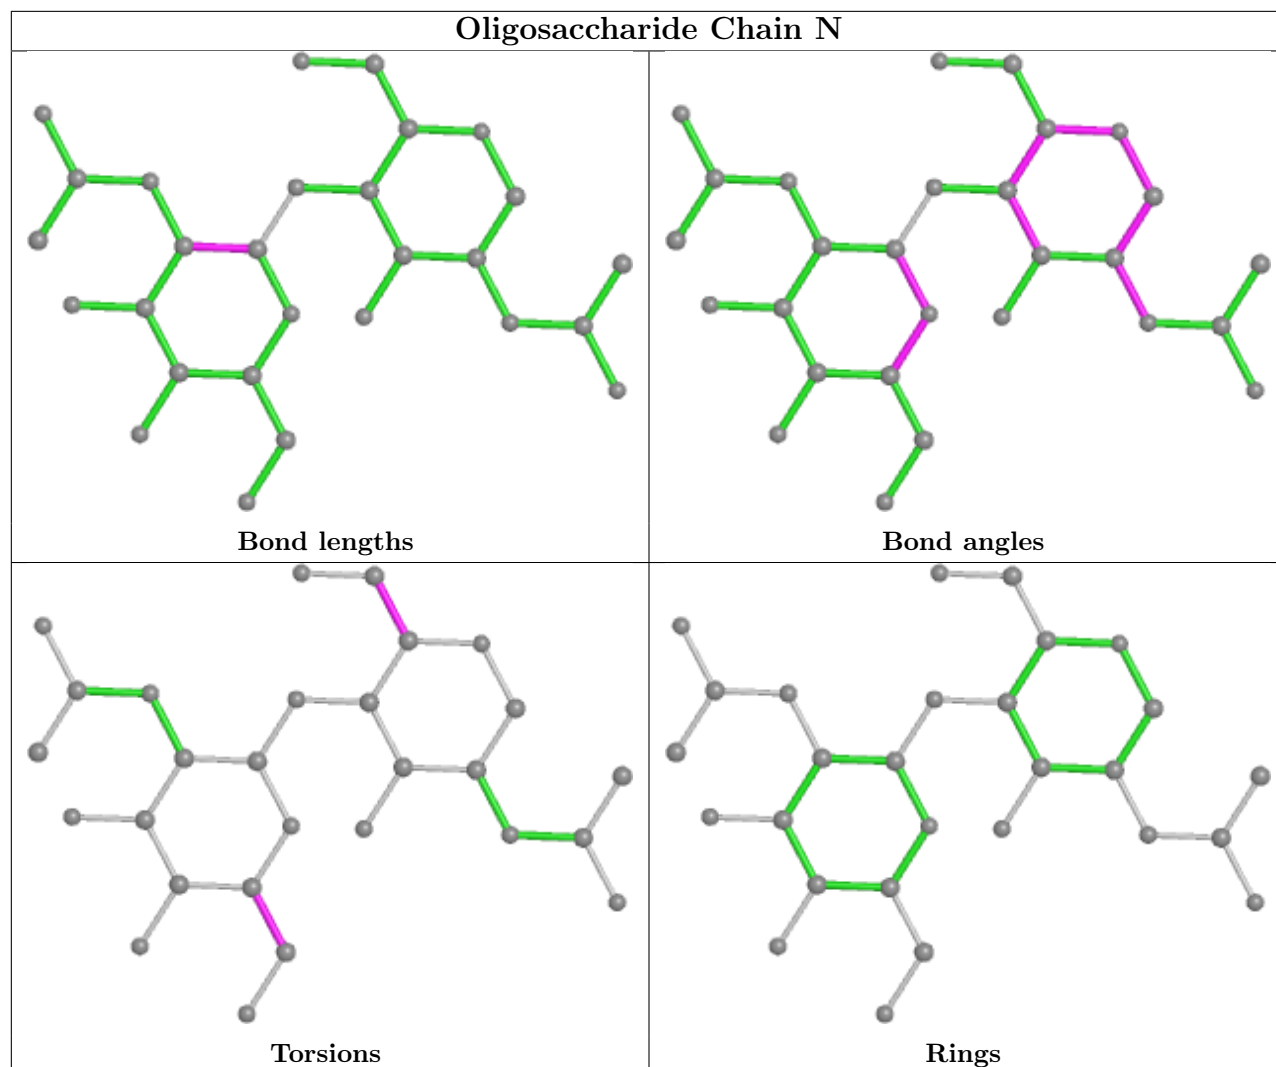 Oligosaccharide Chain N
Bond lengths
Bond angles
Torsions
Rings